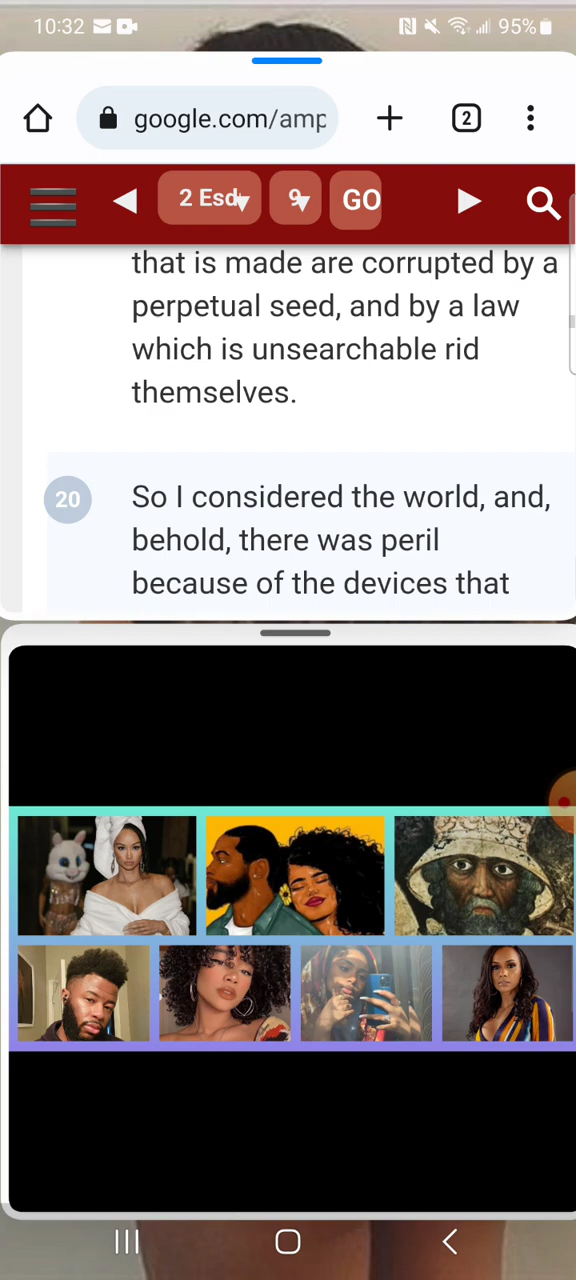 10:32 95%
google.com/amp 2
2 Esd 9 GO
that is made are corrupted by a
perpetual seed, and by a law
which is unsearchable rid
themselves.
20 So I considered the world, and,
behold, there was peril
because of the devices that